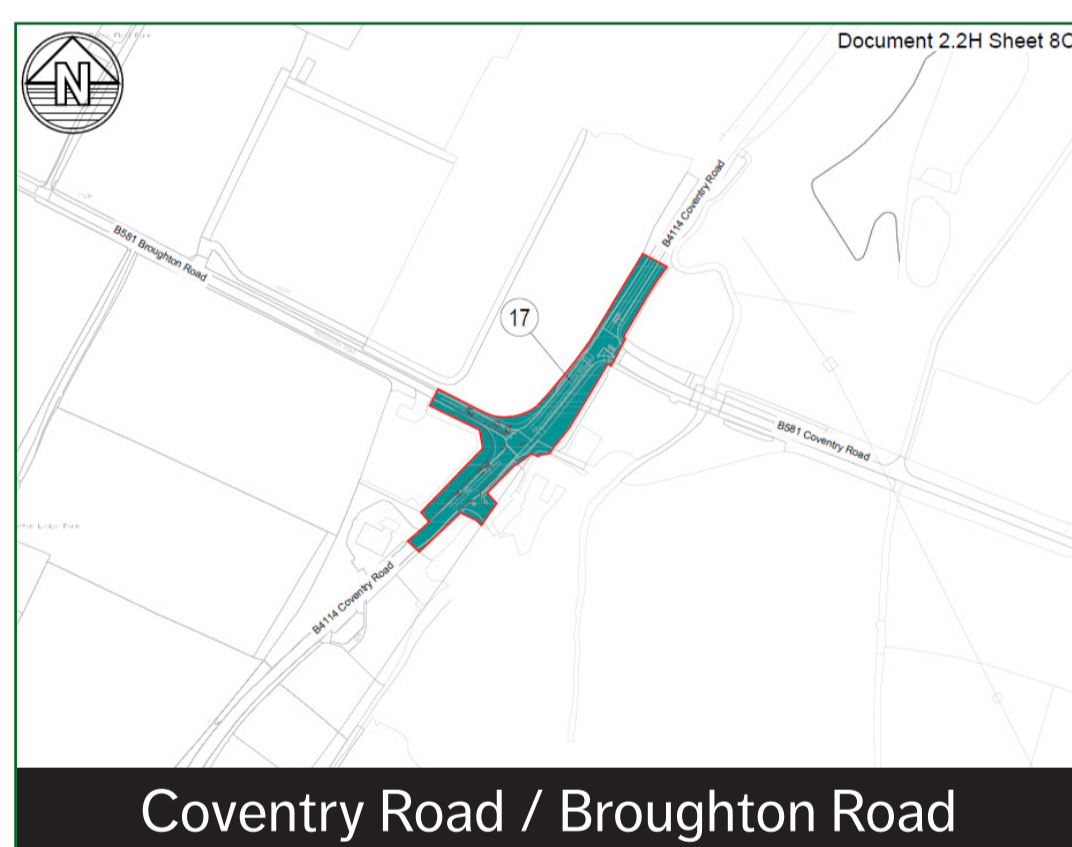 Document 2.2H Sheet 8C
N
B4114 Coventry Road
B581 Broughton Road
17
B581 Coventry Road
B4114 Coventry Road
Coventry Road / Broughton Road